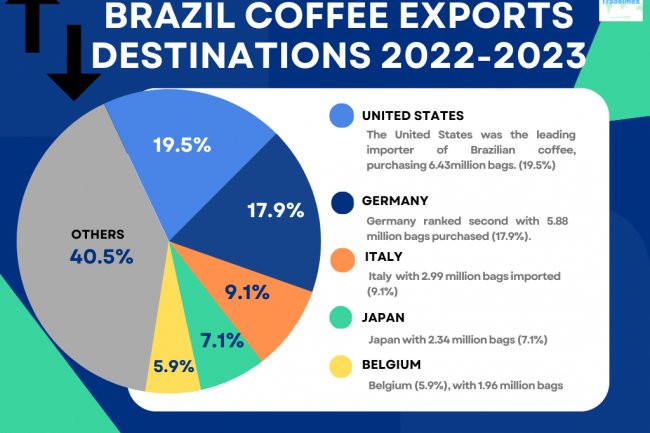 Trademek
BRAZIL COFFEE EXPORTS
DESTINATIONS 2022-2023
19.5%
17.9%
9.1%
7.1%
5.9%
OTHERS
40.5%
UNITED STATES
The United States was the leading
importer of Brazilian coffee,
purchasing 6.43million bags. (19.5%)
GERMANY
Germany ranked second with 5.88
million bags purchased (17.9%).
ITALY
Italy with 2.99 million bags imported
(9.1%)
JAPAN
Japan with 2.34 million bags (7.1%)
BELGIUM
Belgium (5.9%), with 1.96 million bags